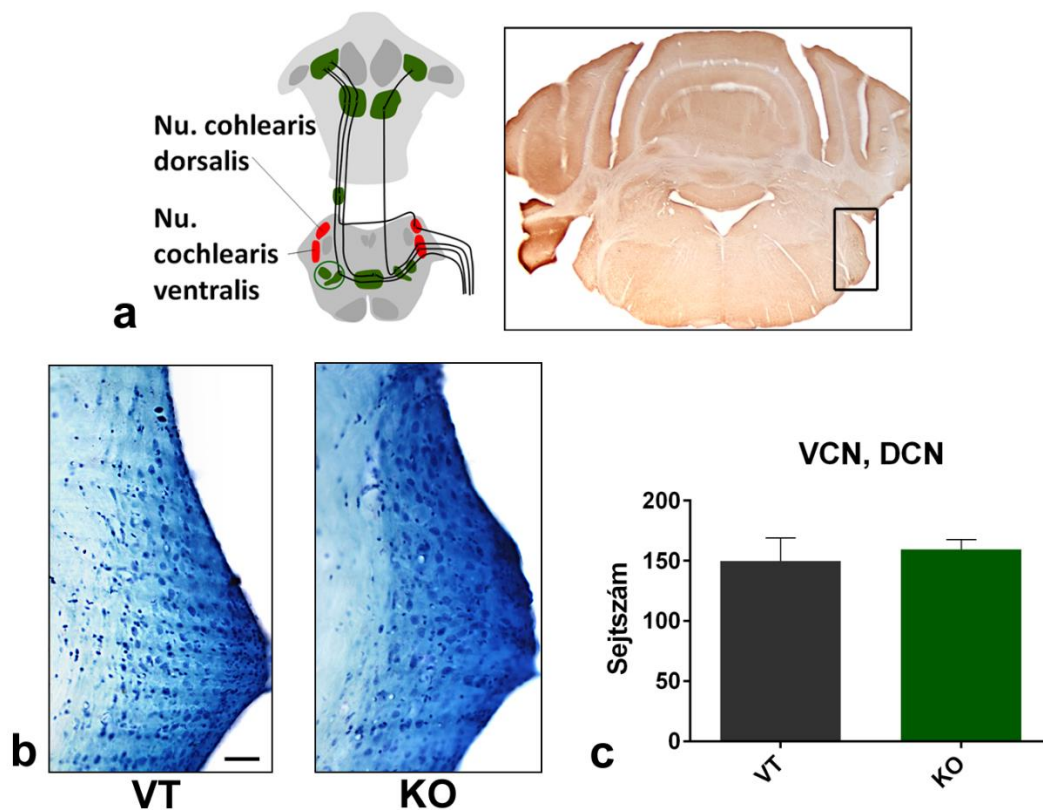 Nu. cohlearis
dorsalis
Nu.
cochlearis
ventralis
a
b
VT
KO
VCN, DCN
200
150
100
50
0
Sejtszám
VT
KO
c